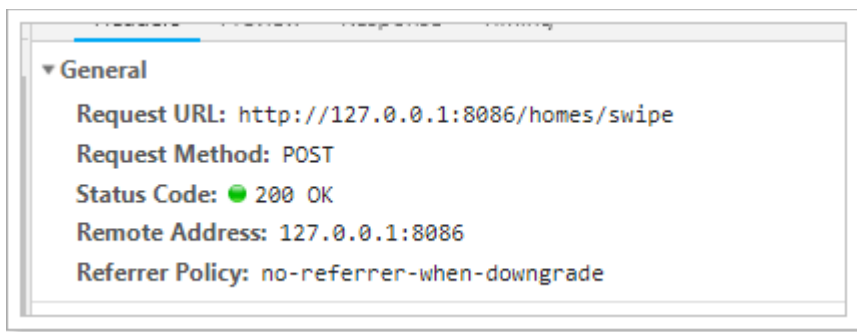 General
Request URL: http://127.0.0.1:8086/homes/swipe
Request Method: POST
Status Code: 200 OK
Remote Address: 127.0.0.1:8086
Referrer Policy: no-referrer-when-downgrade